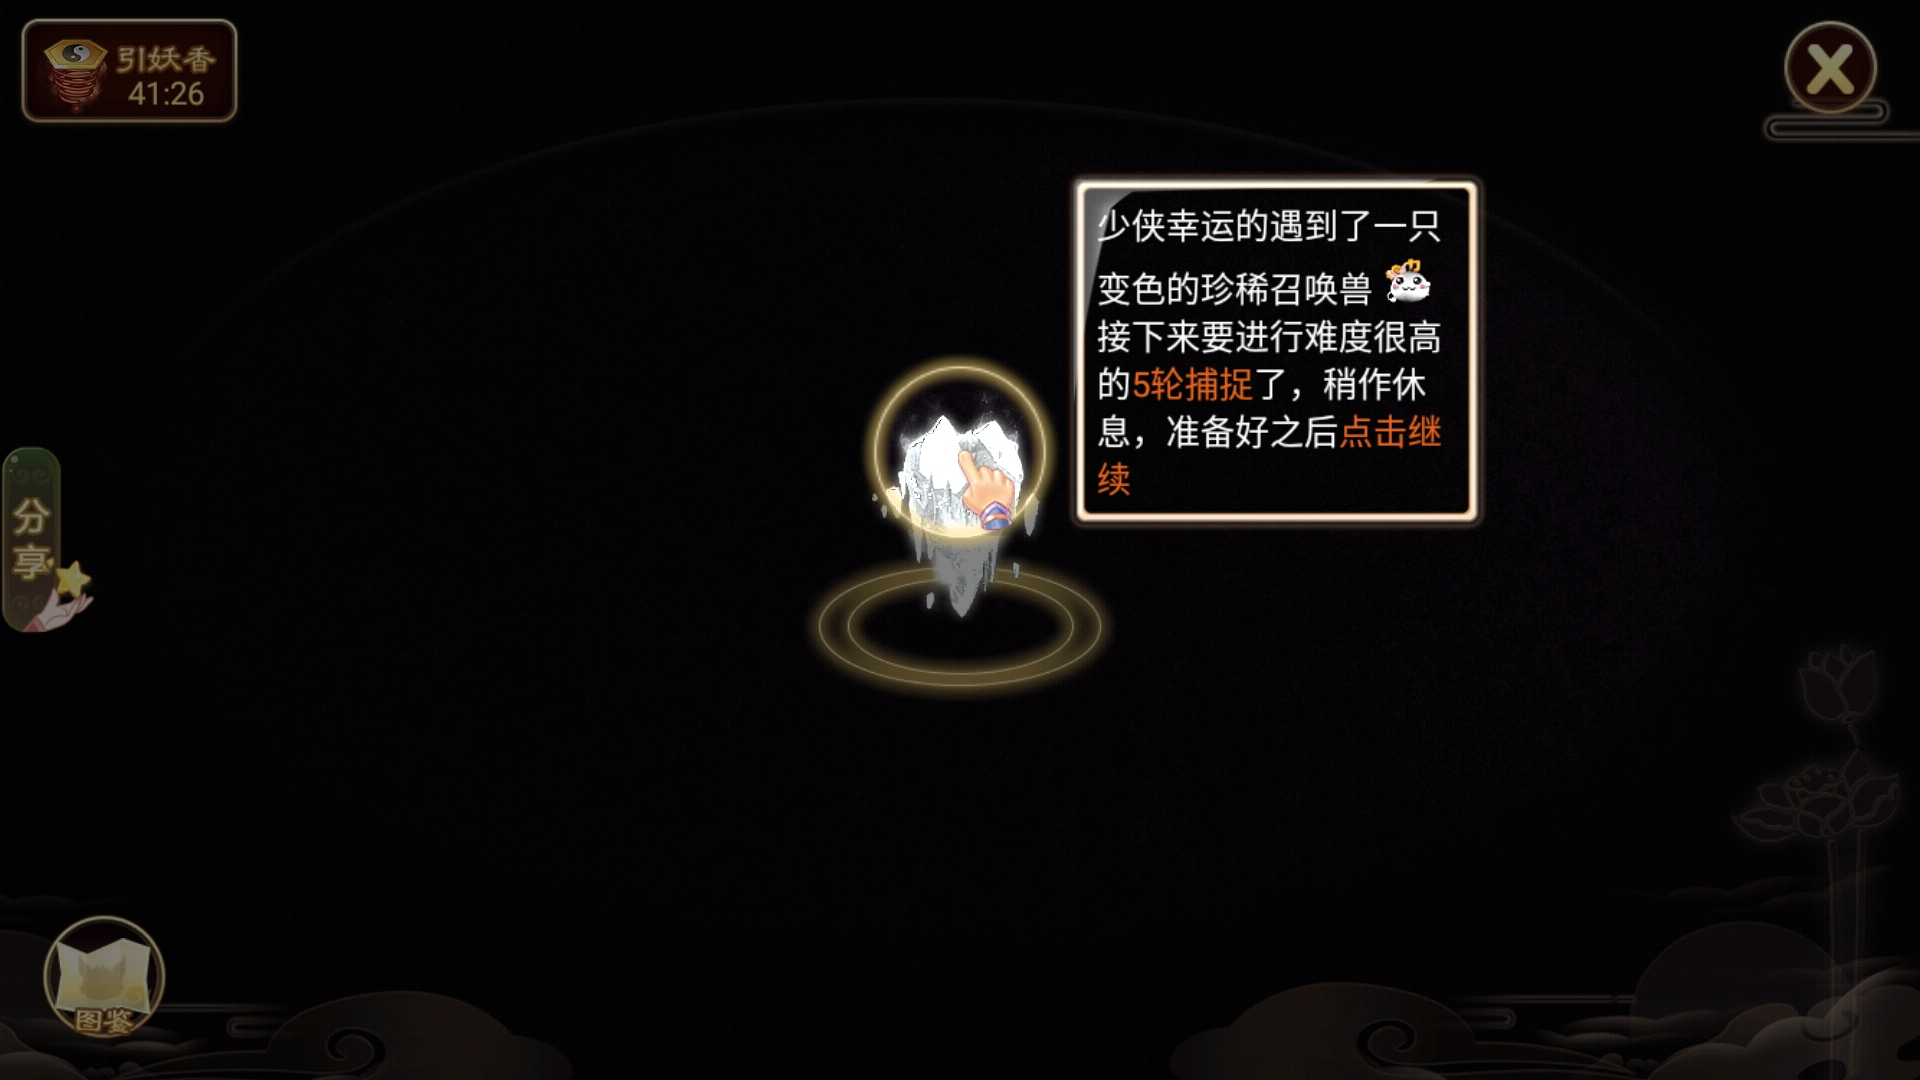 引妖香
41:26
少侠幸运的遇到了一只
变色的珍稀召唤兽
接下来要进行难度很高
的5轮捕捉了，稍作休
息，准备好之后点击继
续
分享
图鉴